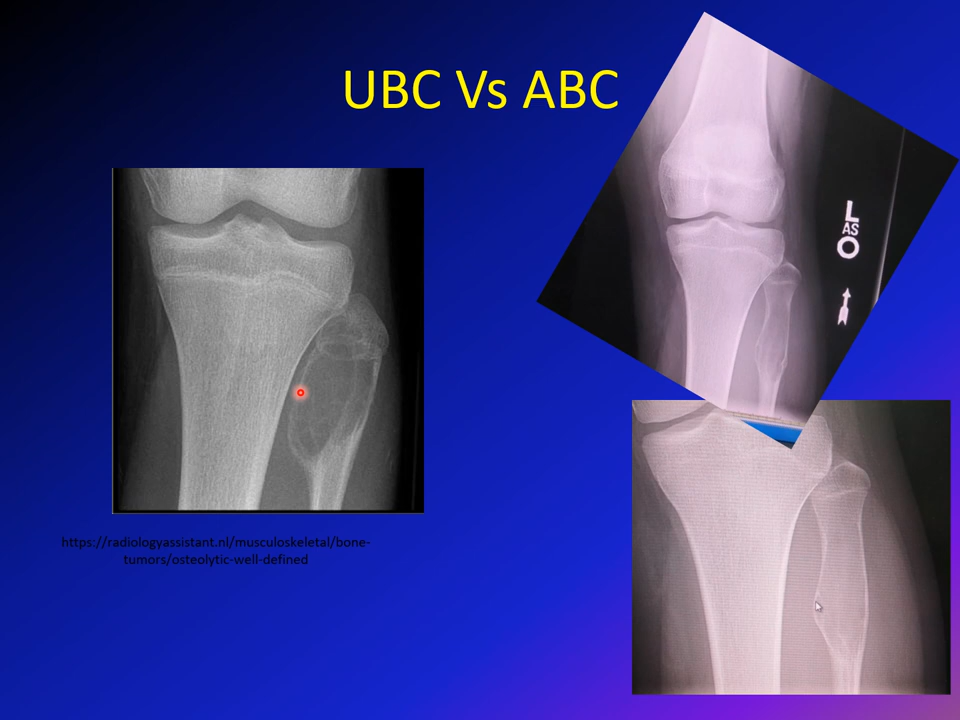 UBC Vs ABC
L
AS
O
https://radiologyassistant.nl/musculoskeletal/bone-
tumors/osteolytic-well-defined